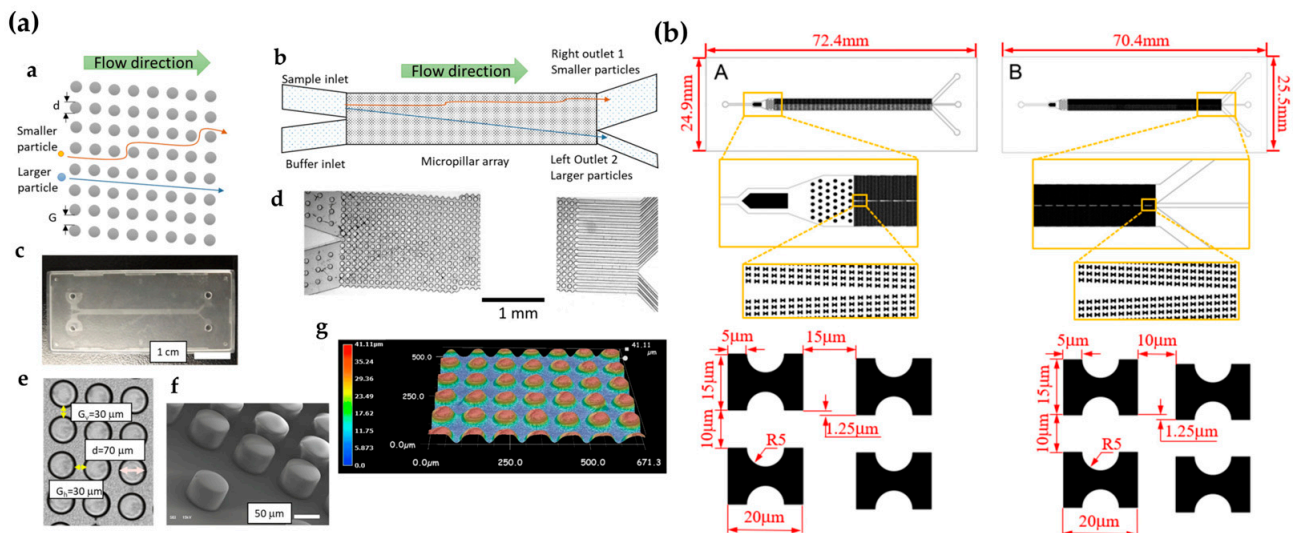 (a)
a
Flow direction
d
Smaller
particle
Larger
particle
G
b
Flow direction
Right outlet 1
Smaller particles
Sample inlet
Buffer inlet
Micropillar array
Left Outlet 2
Larger particles
c
1 cm
d
1 mm
e
Gv=30 μm
d=70 μm
Gh=30 μm
f
50 μm
g
41.11μm
35.24
29.36
23.49
17.62
11.75
5.873
0.0
500.0
250.0
0.0μm
0.0μm
250.0
500.0
671.3
41.11
μm
(b)
72.4mm
A
24.9mm
5μm
15μm
15μm
10μm
1.25μm
R5
20μm
70.4mm
B
25.5mm
5μm
10μm
15μm
10μm
1.25μm
R5
20μm